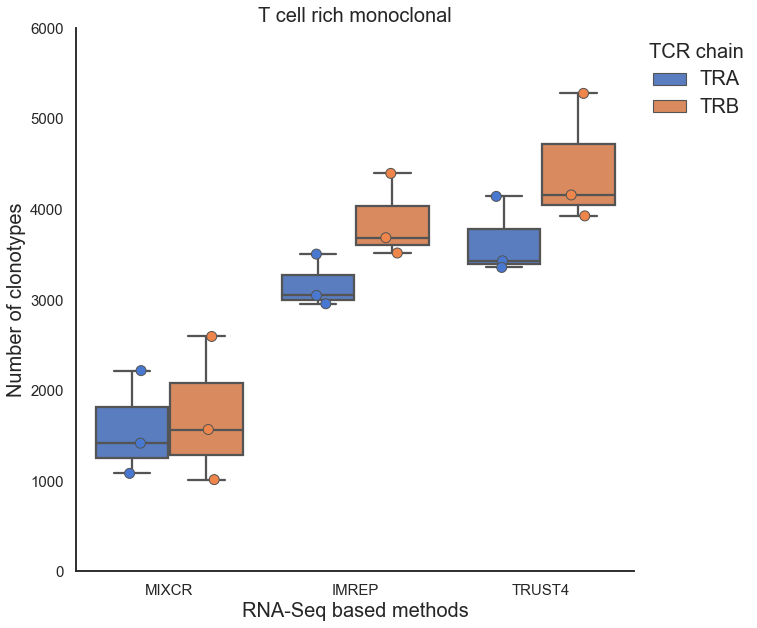 T cell rich monoclonal
TCR chain
TRA
TRB
Number of clonotypes
6000
5000
4000
3000
2000
1000
0
MIXCR
IMREP
TRUST4
RNA-Seq based methods